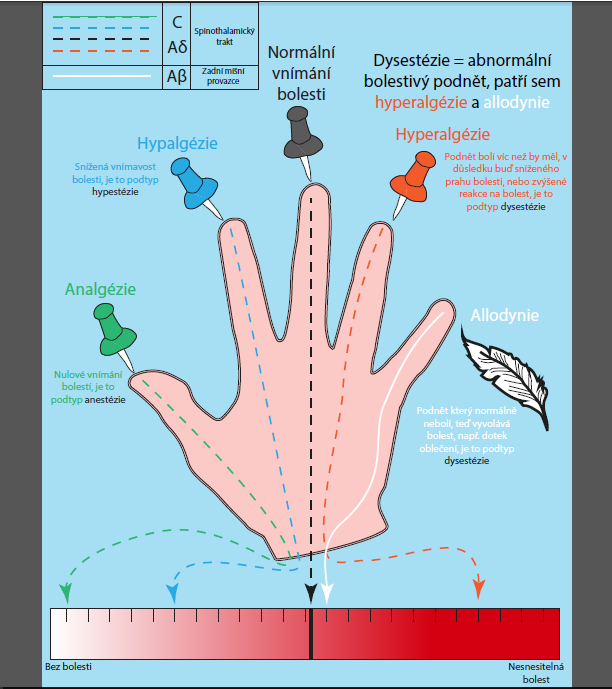 C
Aδ
Spinothalamický
trakt
Aβ
Zadní míšní
provazce
Normální
vnímání
bolesti
Dysestézie = abnormální
bolestivý podnět, patří sem
hyperalgézie a allodynie
Hypalgézie
Snížená vnímavost
bolesti, je to podtyp
hypestézie
Hyperalgézie
Podnět bolí víc než by měl, v
důsledku buď sníženého
prahu bolesti, nebo zvýšené
reakce na bolest, je to
podtyp dysestézie
Analgézie
Nulové vnímání
bolesti, je to
podtyp anestézie
Allodynie
Podnět který normálně
nebolí, teď vyvolává
bolest, např. dotek
oblečení, je to podtyp
dysestézie
Bez bolesti
Nesnesitelná
bolest